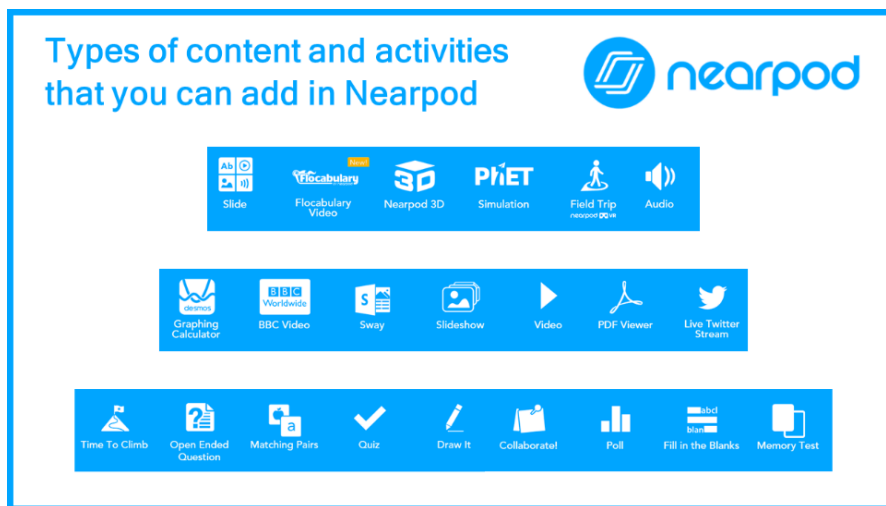 Types of content and activities
that you can add in Nearpod
nearpod
Ab
New!
Flocabulary
3D
PhET
Slide
Flocabulary
Video
Nearpod 3D
Simulation
Field Trip
nearpod VR
Audio
desmos
BBC
Worldwide
S
Graphing
Calculator
BBC Video
Sway
Slideshow
Video
PDF Viewer
Live Twitter
Stream
?
a
abc
blan
Time To Climb
Open Ended
Question
Matching Pairs
Quiz
Draw It
Collaborate!
Poll
Fill in the Blanks
Memory Test